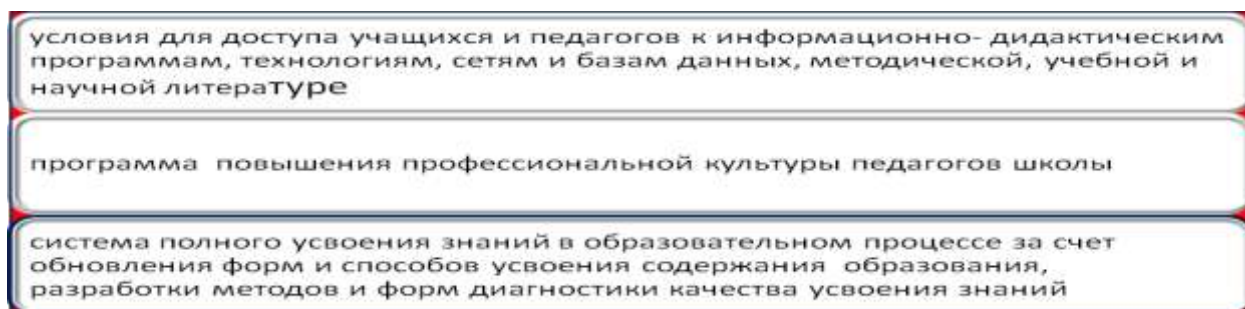 условия для доступа учащихся и педагогов к информационно- дидактическим
программам, технологиям, сетям и базам данных, методической, учебной и
научной литературе
программа повышения профессиональной культуры педагогов школы
система полного усвоения знаний в образовательном процессе за счет
обновления форм и способов усвоения содержания образования,
разработки методов и форм диагностики качества усвоения знаний